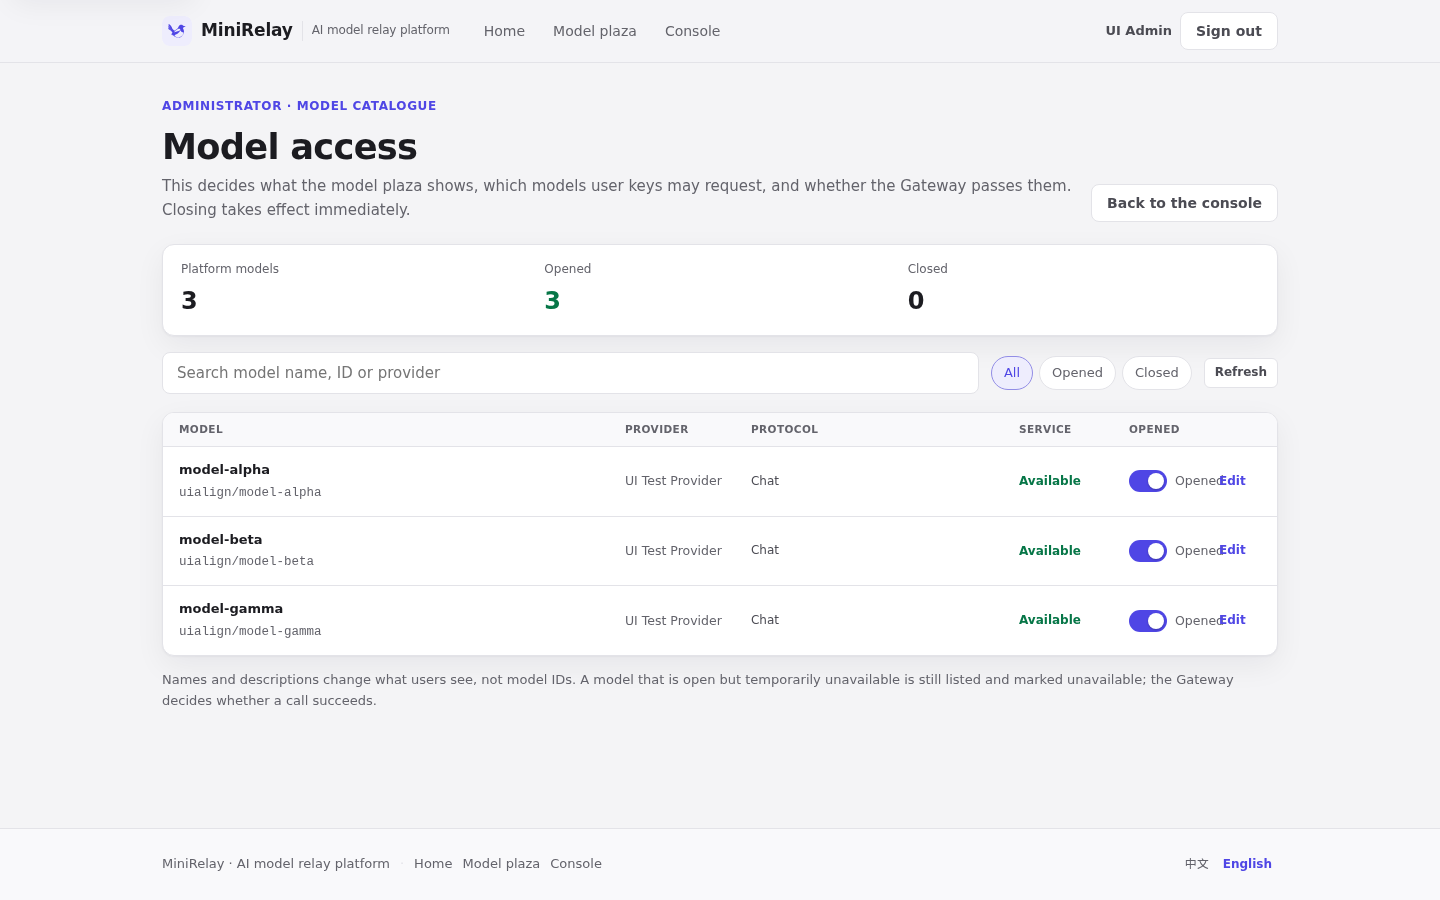 MiniRelay AI model relay platform Home Model plaza Console UI Admin Sign out
ADMINISTRATOR · MODEL CATALOGUE
Model access
This decides what the model plaza shows, which models user keys may request, and whether the Gateway passes them.
Closing takes effect immediately.
Back to the console
Platform models Opened Closed
3 3 0
Search model name, ID or provider All Opened Closed Refresh
MODEL PROVIDER PROTOCOL SERVICE OPENED
model-alpha
uialign/model-alpha UI Test Provider Chat Available Opened Edit
model-beta
uialign/model-beta UI Test Provider Chat Available Opened Edit
model-gamma
uialign/model-gamma UI Test Provider Chat Available Opened Edit
Names and descriptions change what users see, not model IDs. A model that is open but temporarily unavailable is still listed and marked unavailable; the Gateway
decides whether a call succeeds.
MiniRelay · AI model relay platform · Home Model plaza Console 中文 English